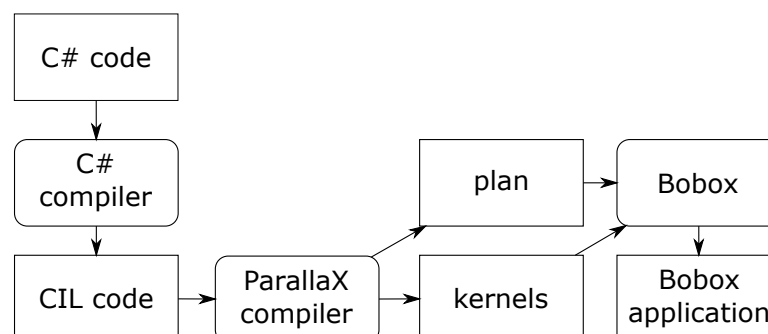 C# code
C#
compiler
CIL code
ParallaX
compiler
plan
kernels
Bobox
Bobox
application